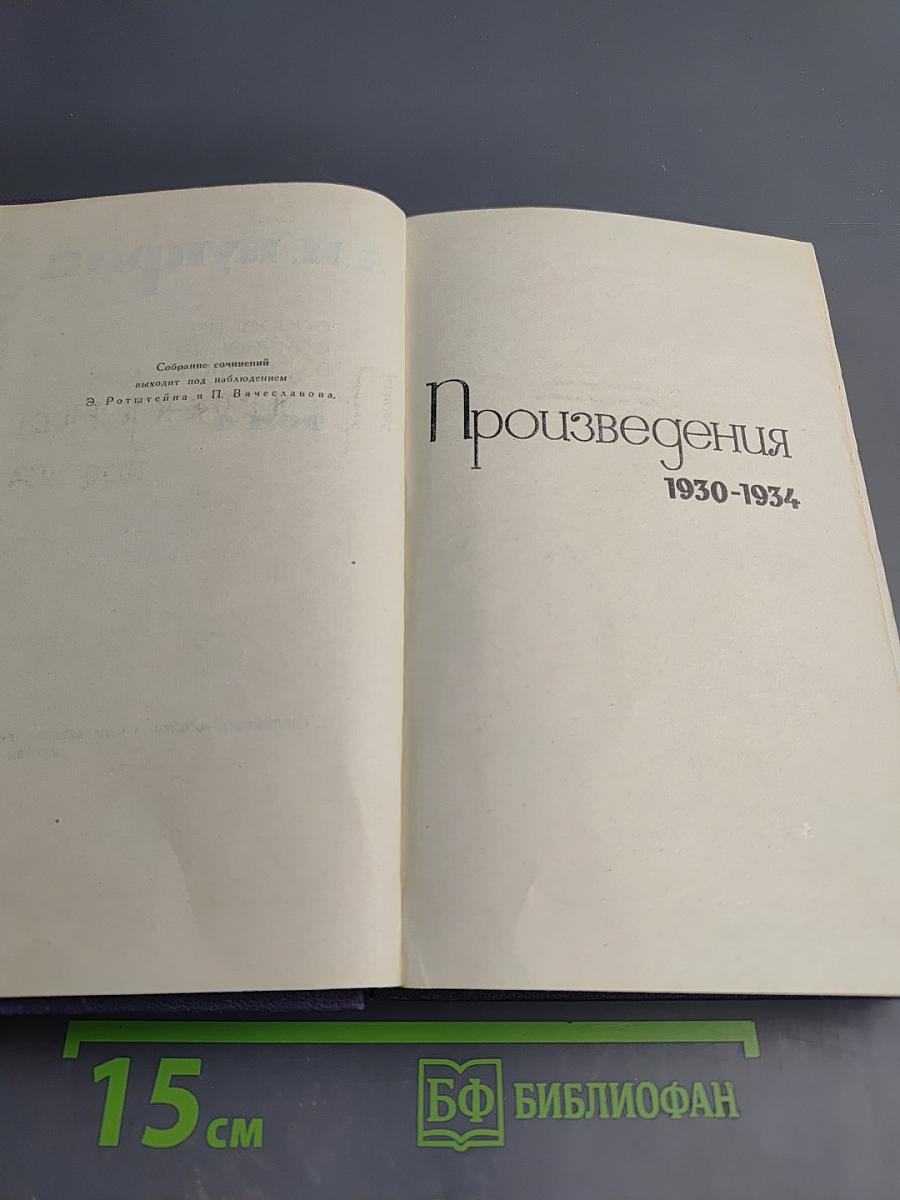 Собрание сочинений
выходит под наблюдением
Э. Ротштейна и П. Вячеславова.
Произведения
1930-1934
15 см
БФ БИБЛИОФАН